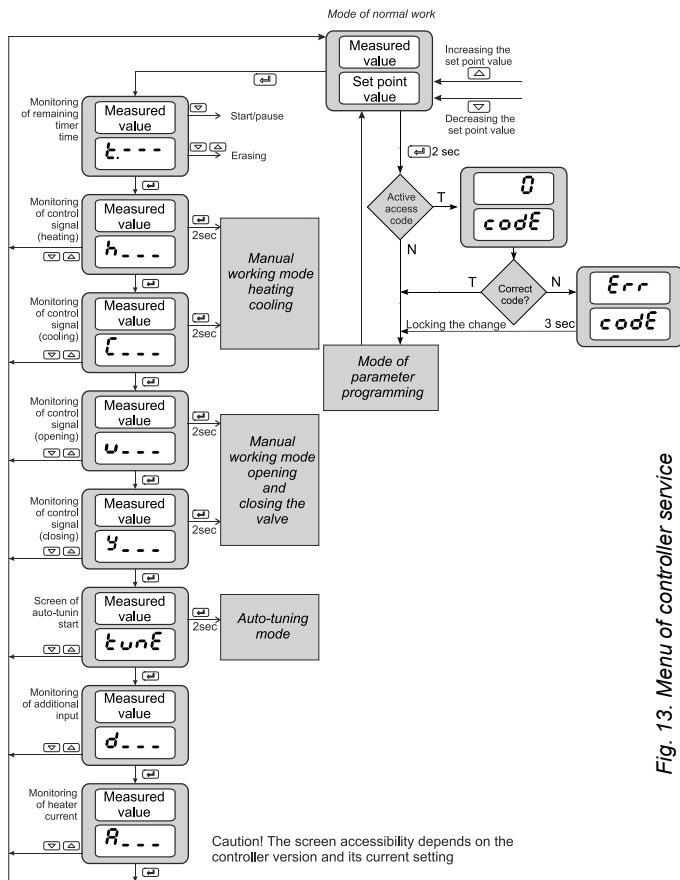 Mode of normal work
Measured
value
Set point
value
Increasing the
set point value
Decreasing the
set point value
2 sec
Active
access
code
T
N
0
codE
Correct
code?
T
N
Err
codE
Locking the change
3 sec
Mode of
parameter
programming
Monitoring
of remaining
timer
time
Measured
value
t.---
Start/pause
Erasing
Monitoring
of control
signal
(heating)
Measured
value
h---
2sec
Manual
working mode
heating
cooling
Monitoring
of control
signal
(cooling)
Measured
value
C---
2sec
Monitoring
of control
signal
(opening)
Measured
value
u---
2sec
Manual
working mode
opening
and
closing the
valve
Monitoring
of control
signal
(closing)
Measured
value
y---
2sec
Screen of
auto-tunin
start
Measured
value
tunE
2sec
Auto-tuning
mode
Monitoring
of additional
input
Measured
value
d---
Monitoring
of heater
current
Measured
value
A---
Caution! The screen accessibility depends on the
controller version and its current setting
Fig. 13. Menu of controller service